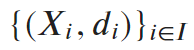 {(X_i, d_i)}_{i∈I}